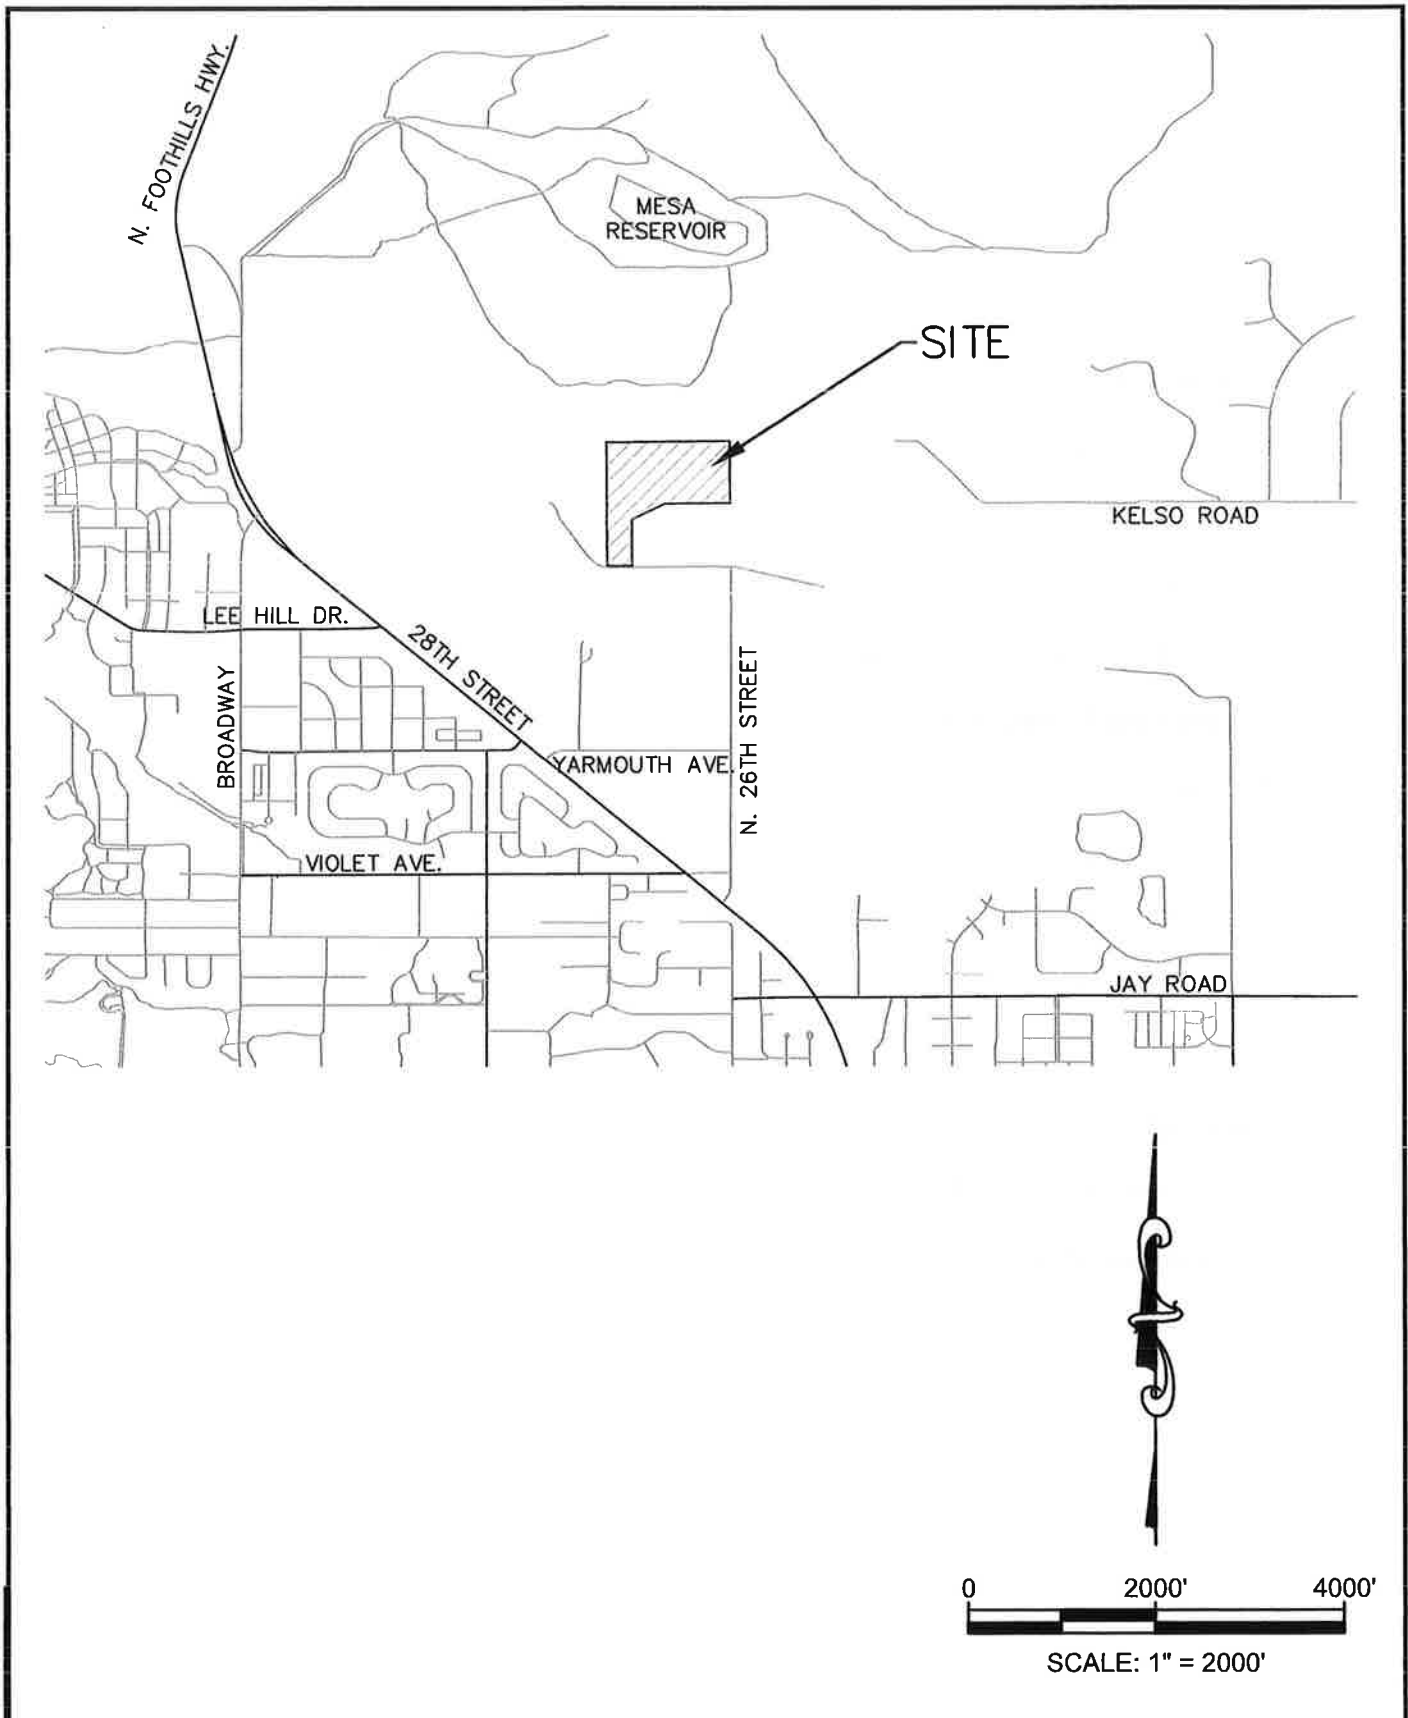 N. FOOTHILLS HWY.
MESA
RESERVOIR
SITE
KELSO ROAD
LEE HILL DR.
28TH STREET
BROADWAY
N. 26TH STREET
YARMOUTH AVE.
VIOLET AVE.
JAY ROAD
0 2000' 4000'
SCALE: 1" = 2000'